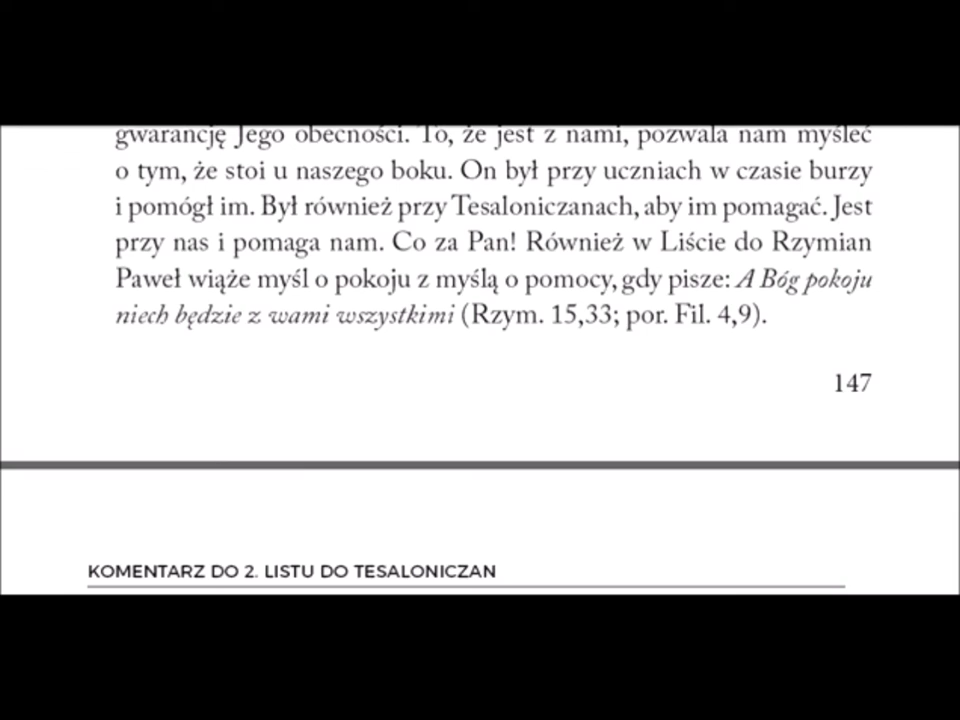 gwarancję Jego obecności. To, że jest z nami, pozwala nam myśleć
o tym, że stoi u naszego boku. On był przy uczniach w czasie burzy
i pomógł im. Był również przy Tesaloniczanach, aby im pomagać. Jest
przy nas i pomaga nam. Co za Pan! Również w Liście do Rzymian
Paweł wiąże myśl o pokoju z myślą o pomocy, gdy pisze: A Bóg pokoju
niech będzie z wami wszystkimi (Rzym. 15,33; por. Fil. 4,9).
147
KOMENTARZ DO 2. LISTU DO TESALONICZAN